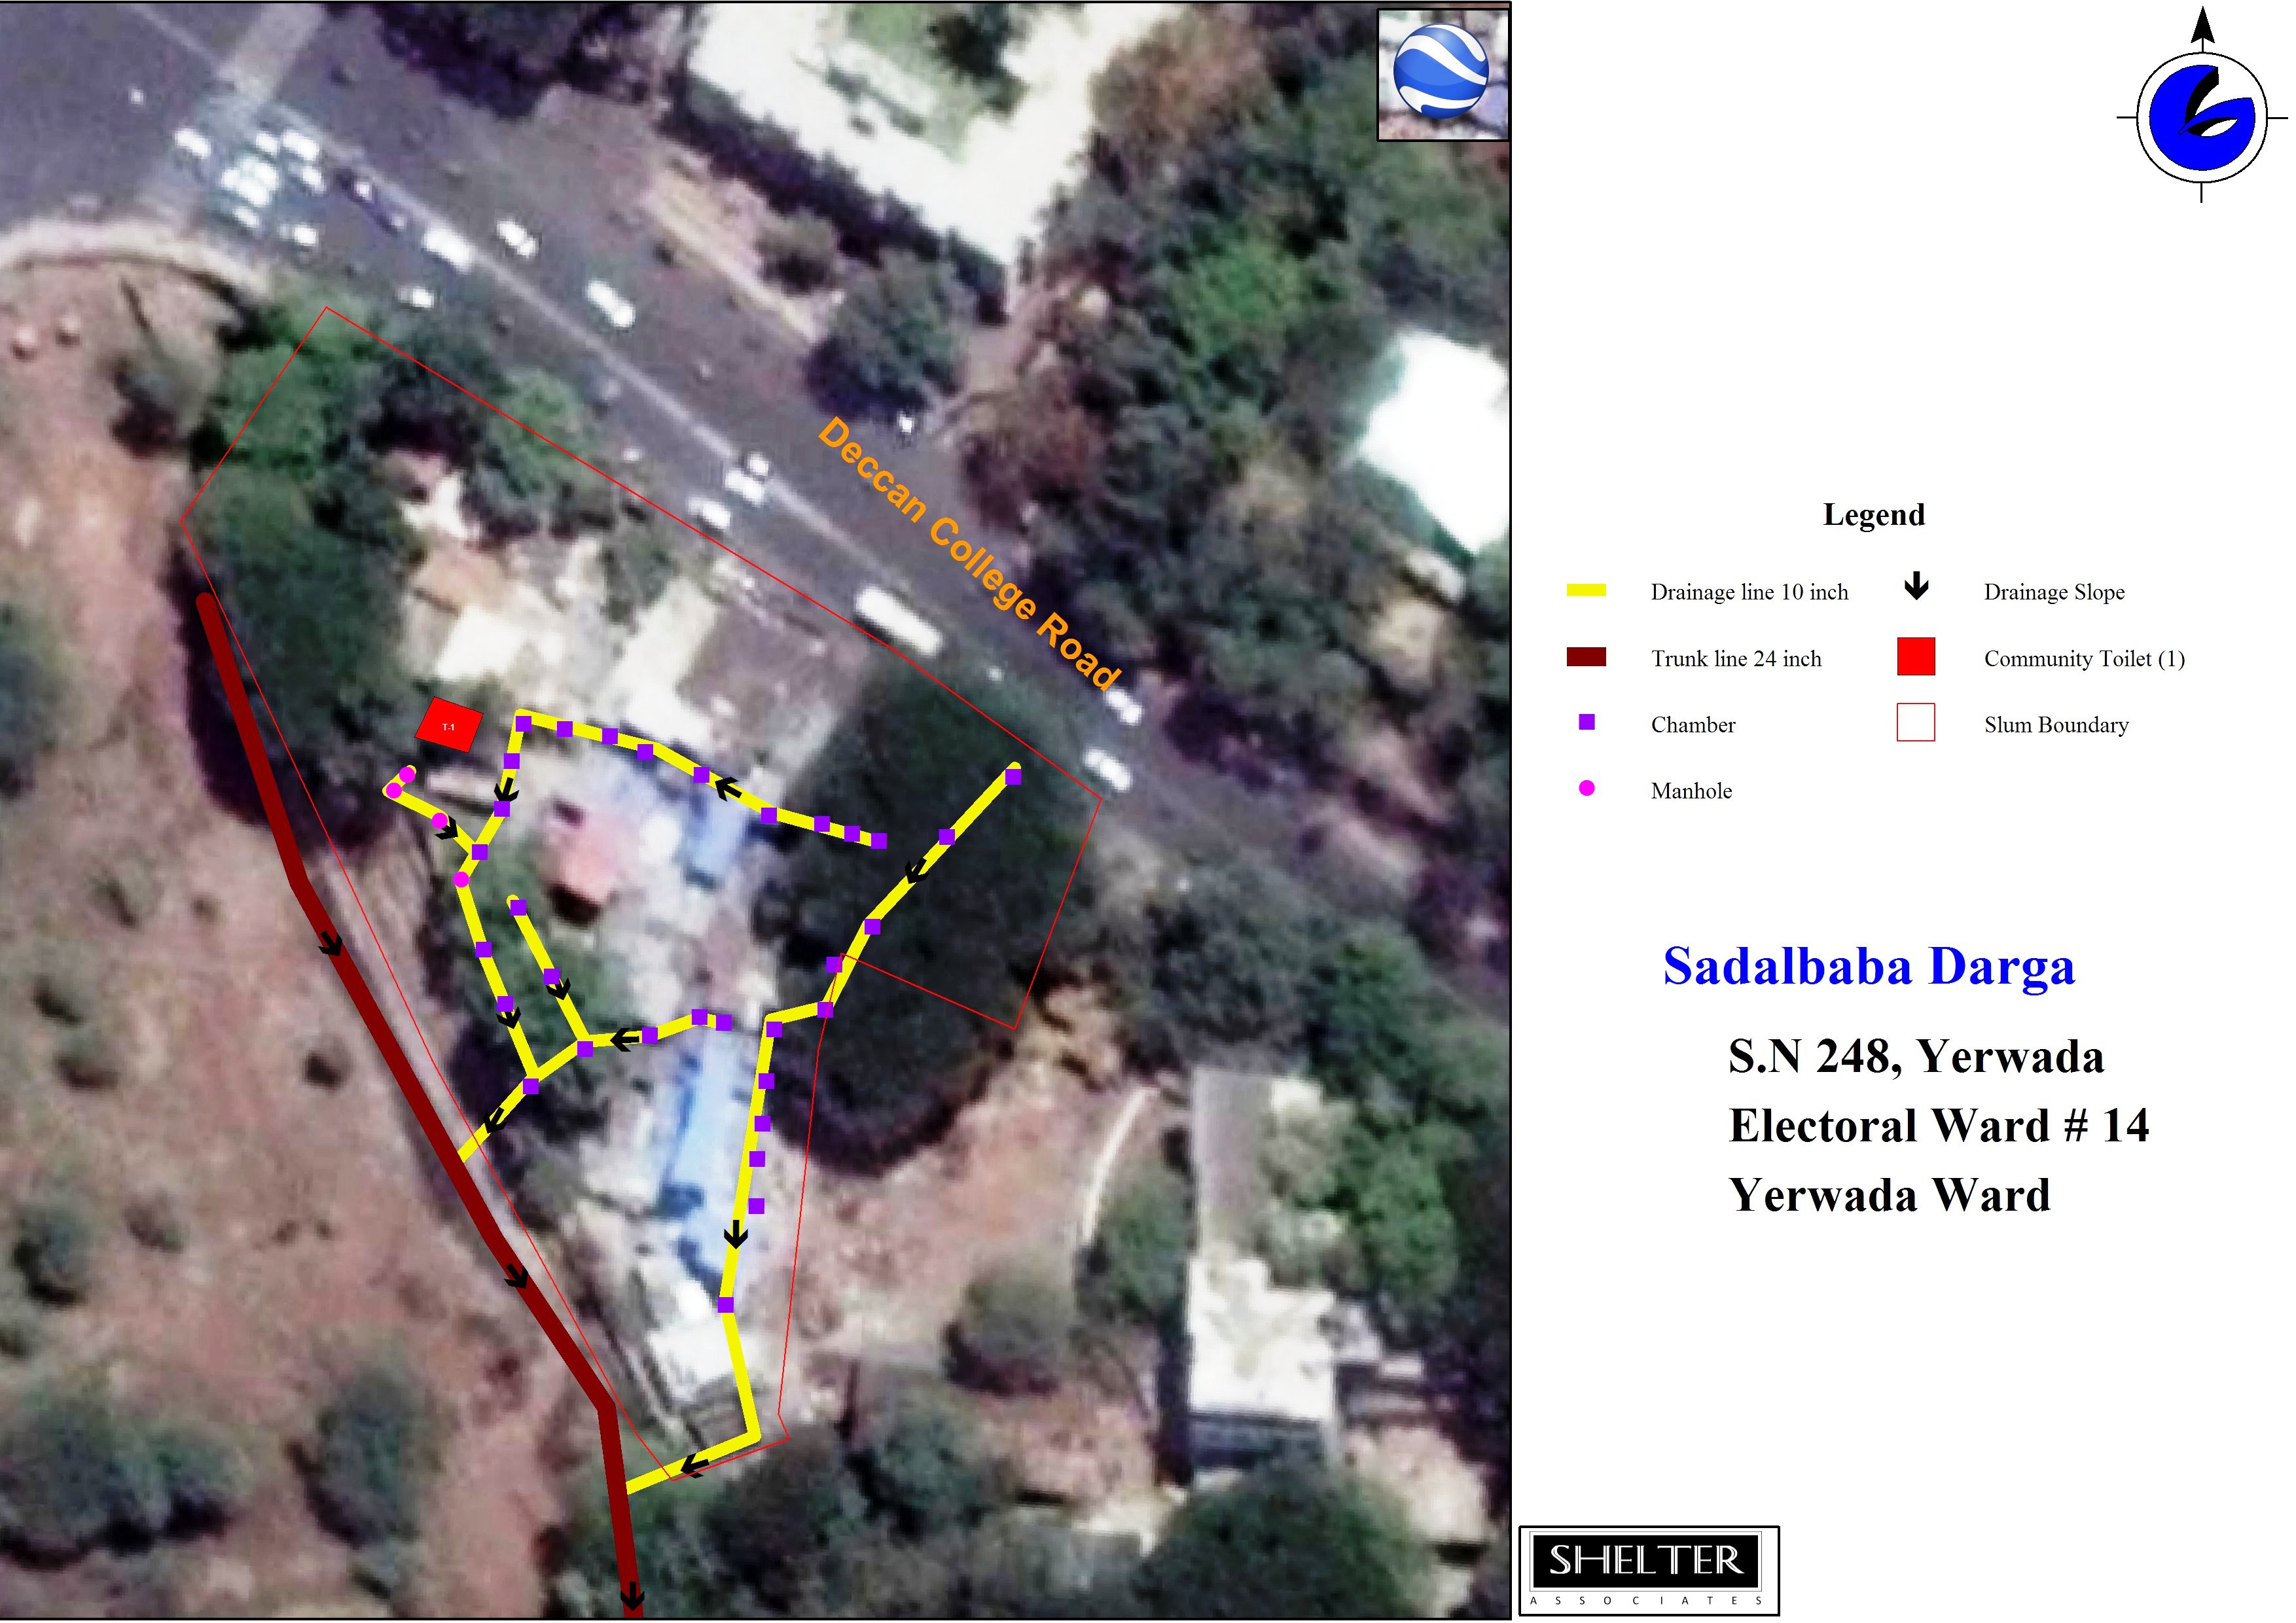 Deccan College Road
T-1
Legend
Drainage line 10 inch
Drainage Slope
Trunk line 24 inch
Community Toilet (1)
Chamber
Slum Boundary
Manhole
Sadalbaba Darga
S.N 248, Yerwada
Electoral Ward # 14
Yerwada Ward
SHELTER
ASSOCIATES